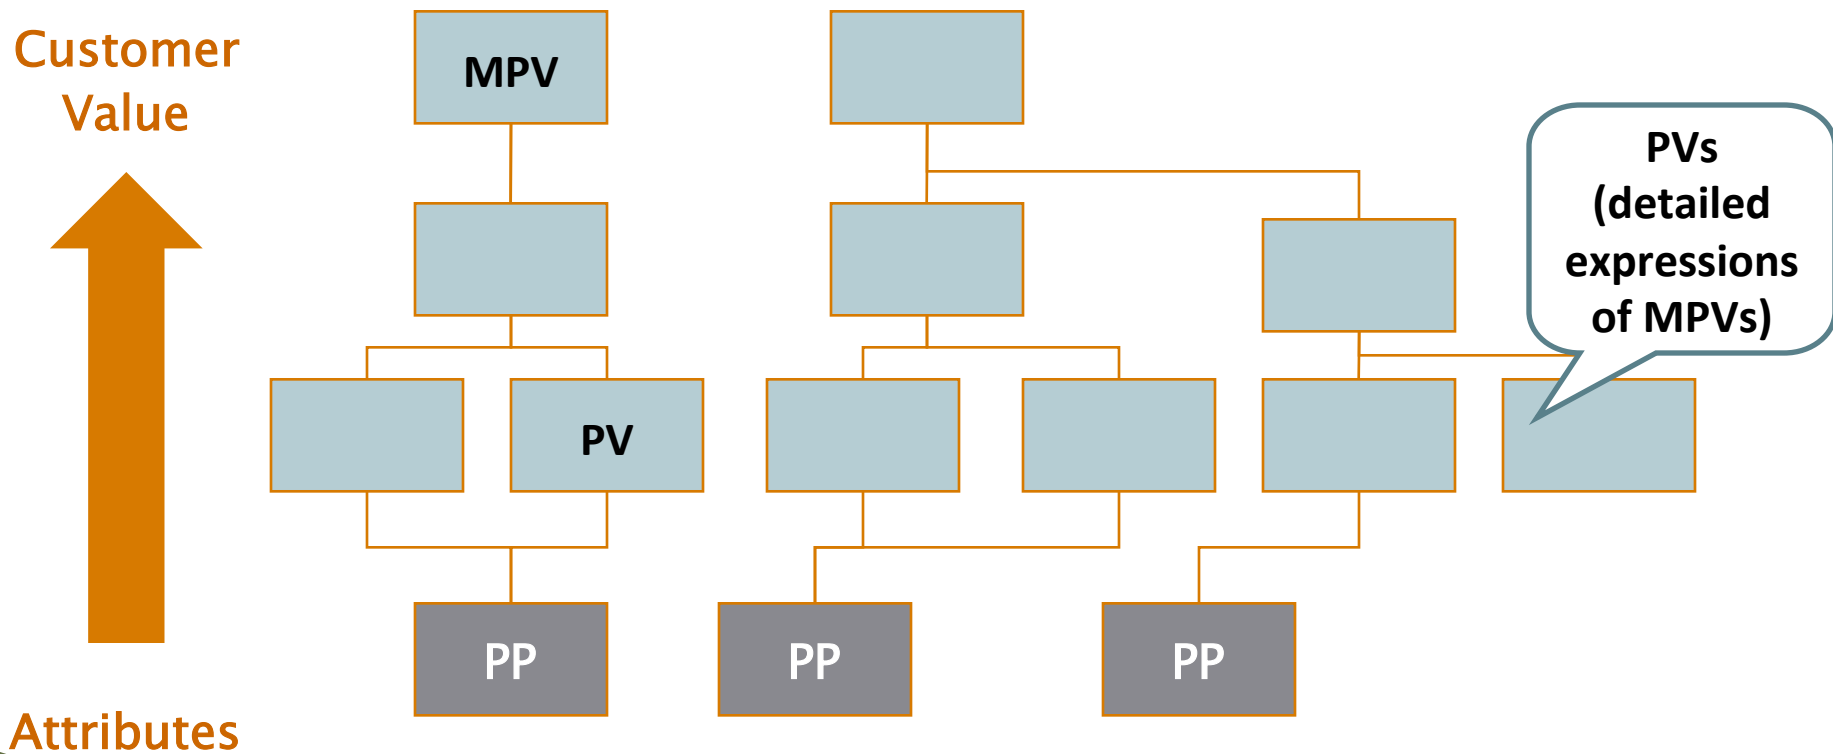 Customer
Value
MPV
PVs
(detailed
expressions
of MPVs)
PV
PP
PP
PP
Attributes